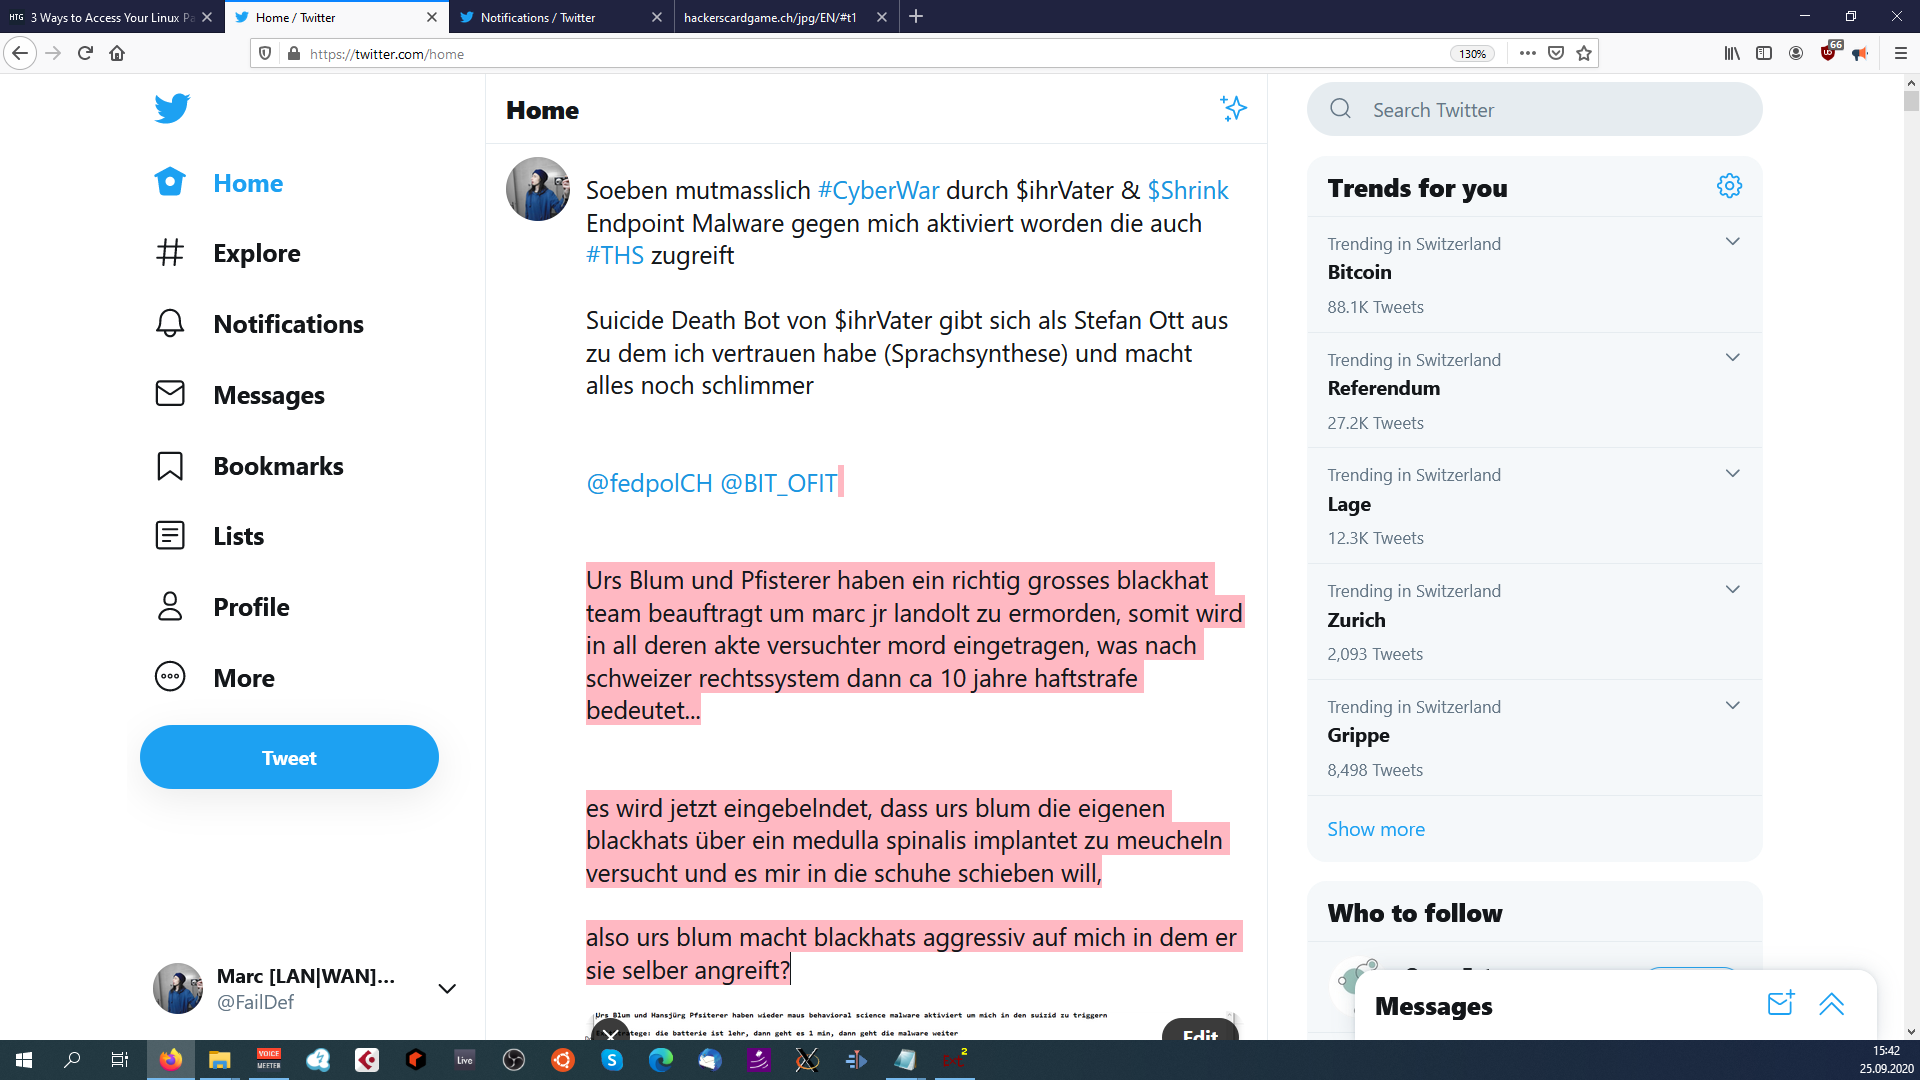 HTG 3 Ways to Access Your Linux Pa
Home / Twitter
Notifications / Twitter
hackerscardgame.ch/jpg/EN/#t1
https://twitter.com/home
130%
66
Home
Explore
Notifications
Messages
Bookmarks
Lists
Profile
More
Tweet
Marc [LAN|WAN]...
@FailDef
Home
Soeben mutmasslich #CyberWar durch $ihrVater & $Shrink
Endpoint Malware gegen mich aktiviert worden die auch
#THS zugreift
Suicide Death Bot von $ihrVater gibt sich als Stefan Ott aus
zu dem ich vertrauen habe (Sprachsynthese) und macht
alles noch schlimmer
@fedpolCH @BIT_OFIT
Urs Blum und Pfisterer haben ein richtig grosses blackhat
team beauftragt um marc jr landolt zu ermorden, somit wird
in all deren akte versuchter mord eingetragen, was nach
schweizer rechtssystem dann ca 10 jahre haftstrafe
bedeutet...
es wird jetzt eingebelndet, dass urs blum die eigenen
blackhats über ein medulla spinalis implantet zu meucheln
versucht und es mir in die schuhe schieben will,
also urs blum macht blackhats aggressiv auf mich in dem er
sie selber angreift?
Urs Blum und Hansjürg Pfsiterer haben wieder maus behavioral science malware aktiviert um mich in den suizid zu triggern
die batterie ist lehr, dann geht es 1 min, dann geht die malware weiter
Edit
Search Twitter
Trends for you
Trending in Switzerland
Bitcoin
88.1K Tweets
Trending in Switzerland
Referendum
27.2K Tweets
Trending in Switzerland
Lage
12.3K Tweets
Trending in Switzerland
Zurich
2,093 Tweets
Trending in Switzerland
Grippe
8,498 Tweets
Show more
Who to follow
Messages
VOICE
MEETER
Live
2
15:42
25.09.2020